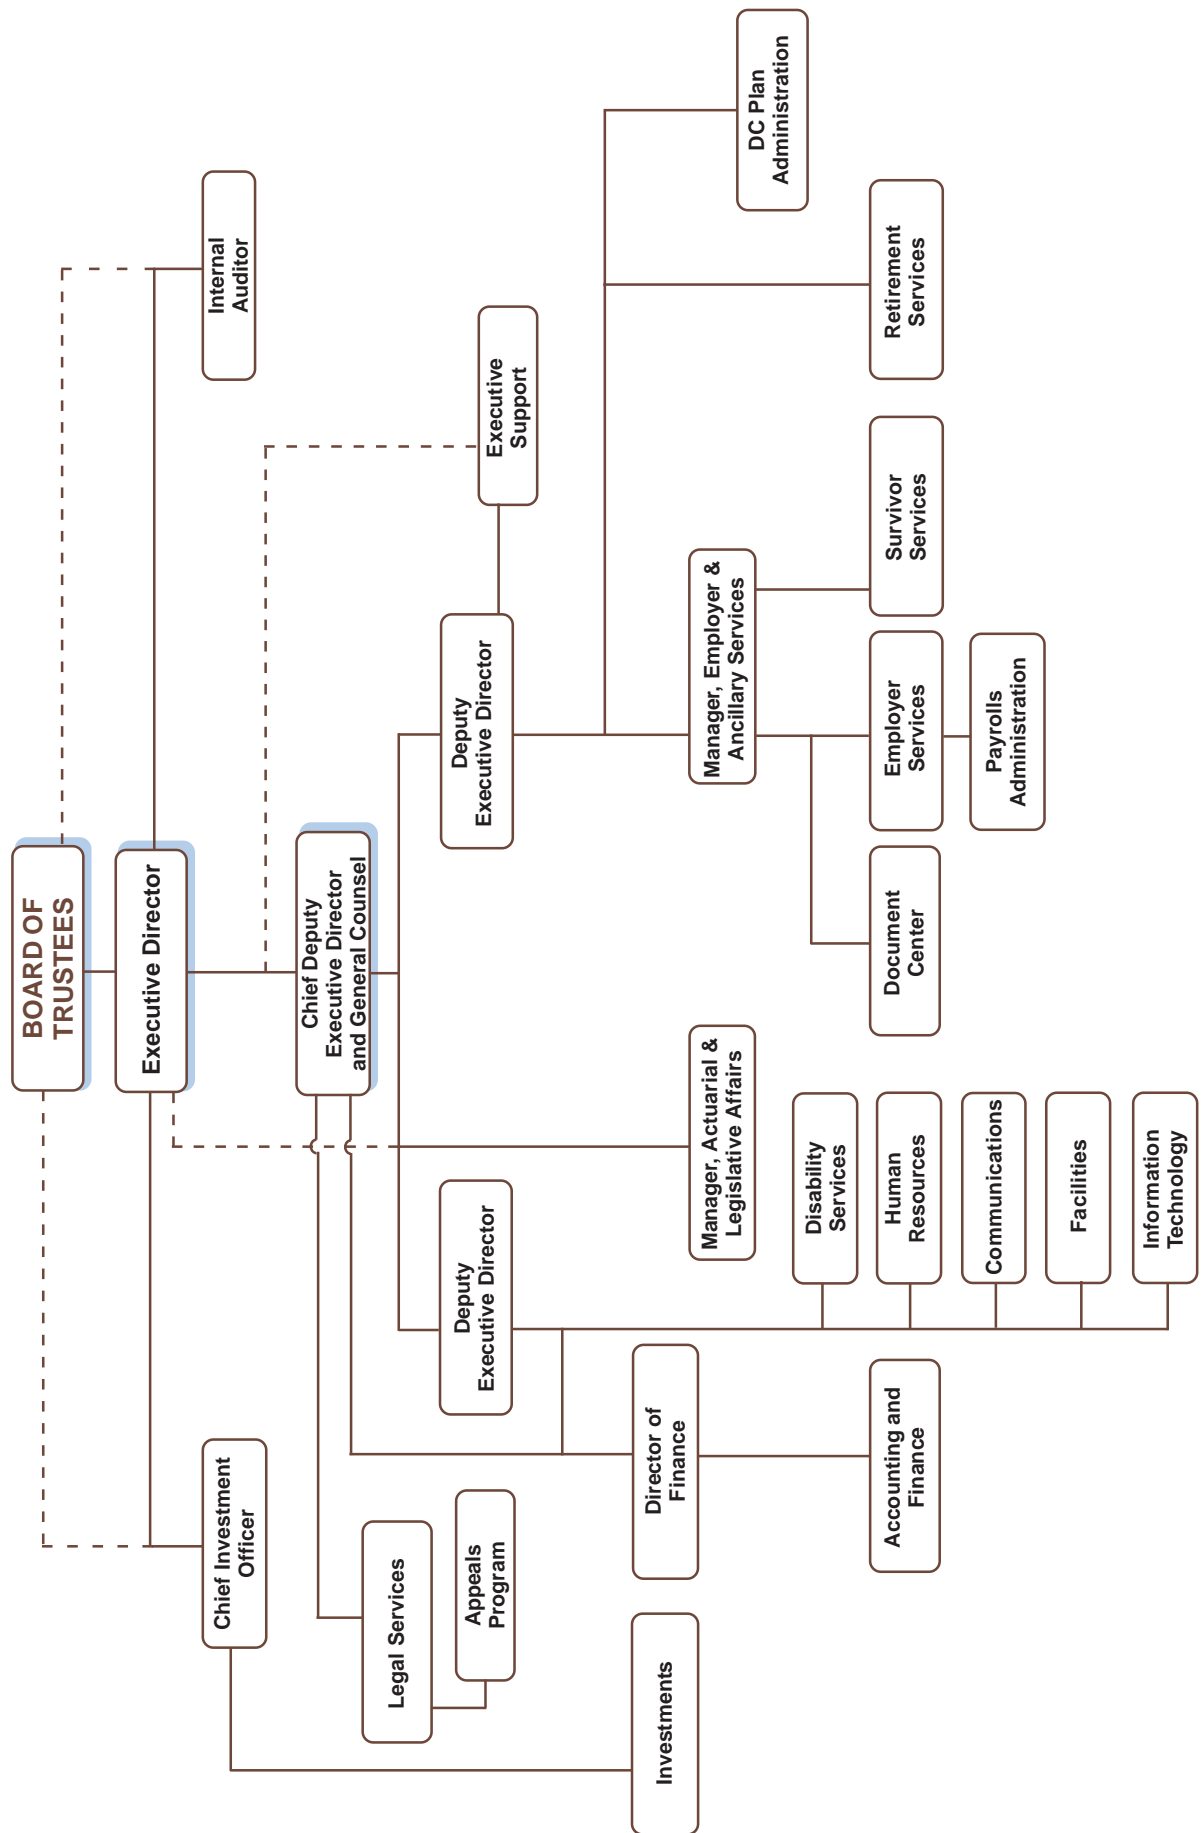 BOARD OF
TRUSTEES
Executive Director
Internal
Auditor
Chief Investment
Officer
Chief Deputy
Executive Director
and General Counsel
Legal Services
Appeals
Program
Deputy
Executive Director
Deputy
Executive Director
Executive
Support
Investments
Director of
Finance
Manager, Actuarial &
Legislative Affairs
Manager, Employer &
Ancillary Services
DC Plan
Administration
Disability
Services
Human
Resources
Communications
Facilities
Information
Technology
Accounting and
Finance
Document
Center
Employer
Services
Survivor
Services
Retirement
Services
Payrolls
Administration